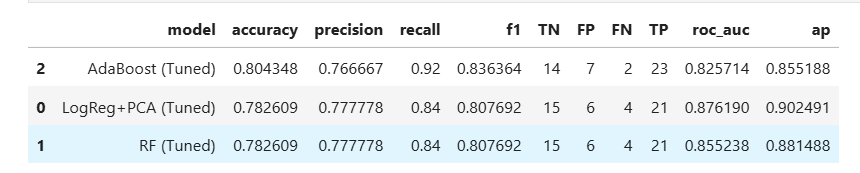 model accuracy precision recall f1 TN FP FN TP roc_auc ap
2 AdaBoost (Tuned) 0.804348 0.766667 0.92 0.836364 14 7 2 23 0.825714 0.855188
0 LogReg+PCA (Tuned) 0.782609 0.777778 0.84 0.807692 15 6 4 21 0.876190 0.902491
1 RF (Tuned) 0.782609 0.777778 0.84 0.807692 15 6 4 21 0.855238 0.881488